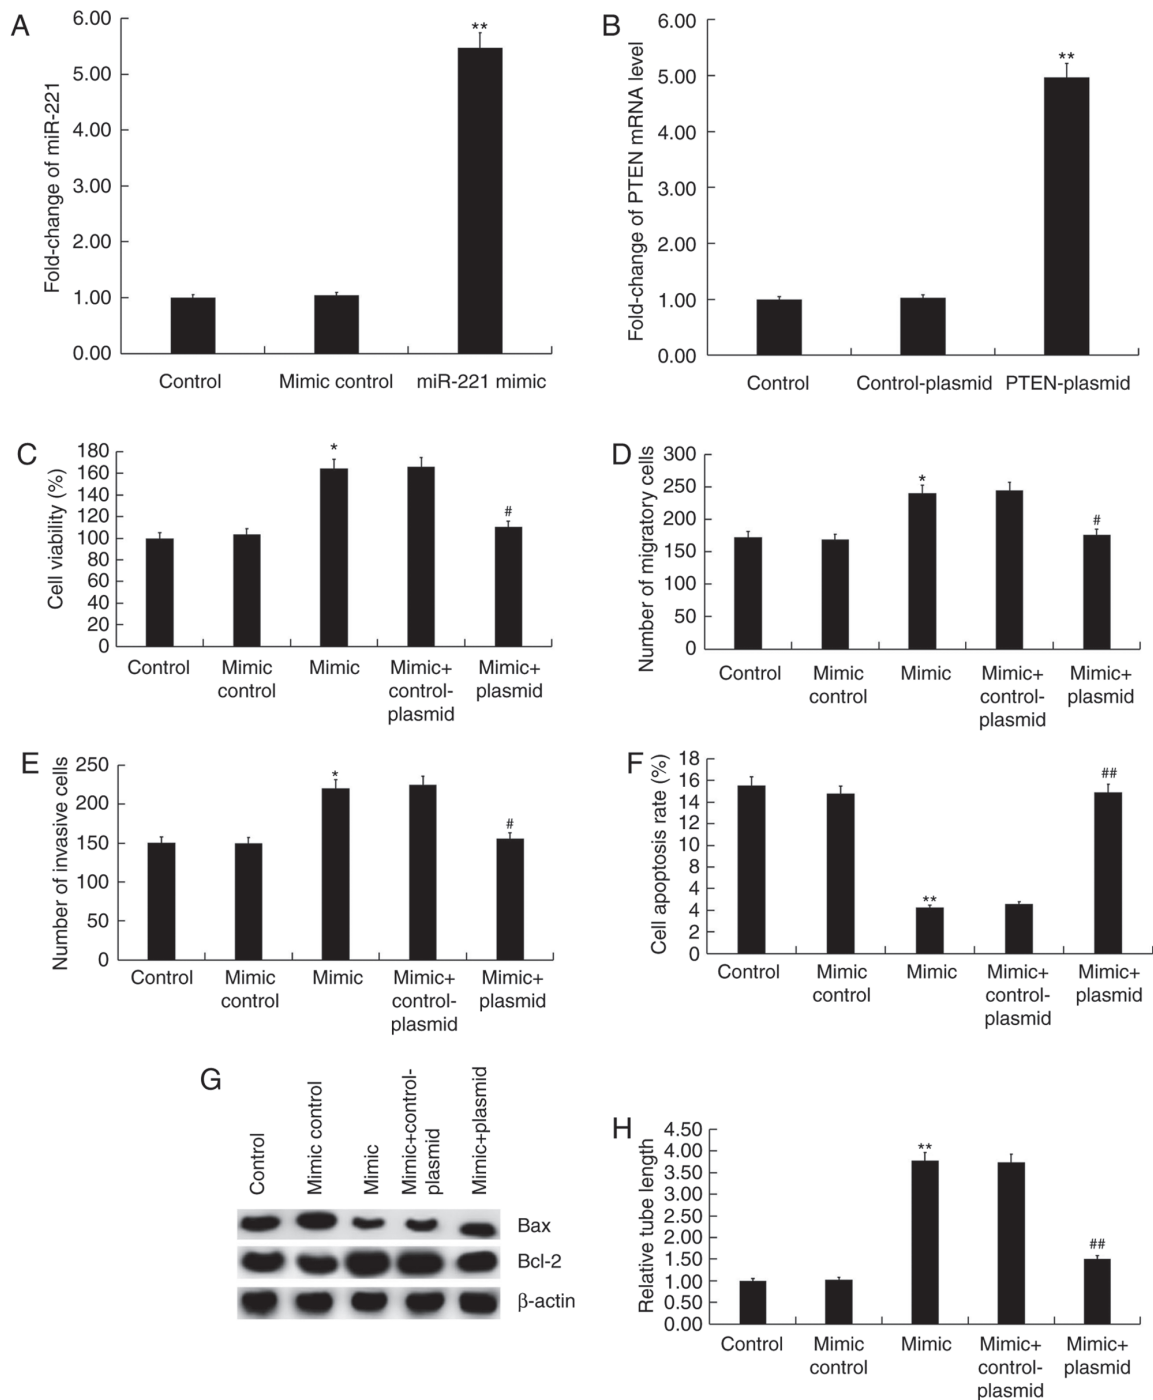 A
Fold-change of miR-221
6.00
5.00
4.00
3.00
2.00
1.00
0.00
**
Control
Mimic control
miR-221 mimic
B
Fold-change of PTEN mRNA level
6.00
5.00
4.00
3.00
2.00
1.00
0.00
**
Control
Control-plasmid
PTEN-plasmid
C
Cell viability (%)
180
160
140
120
100
80
60
40
20
0
*
#
Control
Mimic
control
Mimic
Mimic+
control-
plasmid
Mimic+
plasmid
D
Number of migratory cells
300
250
200
150
100
50
0
*
#
Control
Mimic
control
Mimic
Mimic+
control-
plasmid
Mimic+
plasmid
E
Number of invasive cells
250
200
150
100
50
0
*
#
Control
Mimic
control
Mimic
Mimic+
control-
plasmid
Mimic+
plasmid
F
Cell apoptosis rate (%)
18
16
14
12
10
8
4
4
2
0
**
##
Control
Mimic
control
Mimic
Mimic+
control-
plasmid
Mimic+
plasmid
G
Control
Mimic control
Mimic
Mimic+control-
plasmid
Mimic+plasmid
Bax
Bcl-2
β-actin
H
Relative tube length
4.50
4.00
3.50
3.00
2.50
2.00
1.50
1.00
0.50
0.00
**
##
Control
Mimic
control
Mimic
Mimic+
control-
plasmid
Mimic+
plasmid